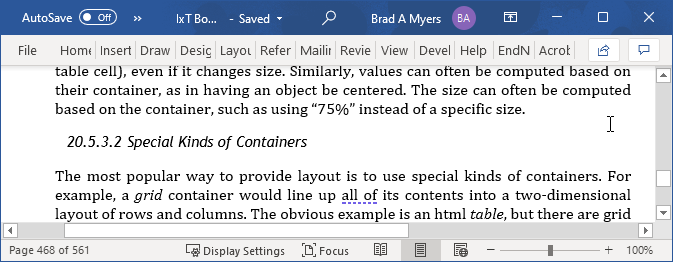 AutoSave Off IxT Bo... - Saved Brad A Myers BA
File Home Insert Draw Desig Layou Refer Mailin Revie View Devel Help EndN Acrob
table cell), even if it changes size. Similarly, values can often be computed based on
their container, as in having an object be centered. The size can often be computed
based on the container, such as using “75%” instead of a specific size.
20.5.3.2 Special Kinds of Containers
The most popular way to provide layout is to use special kinds of containers. For
example, a grid container would line up all of its contents into a two-dimensional
layout of rows and columns. The obvious example is an html table, but there are grid
Page 468 of 561 Display Settings Focus 100%